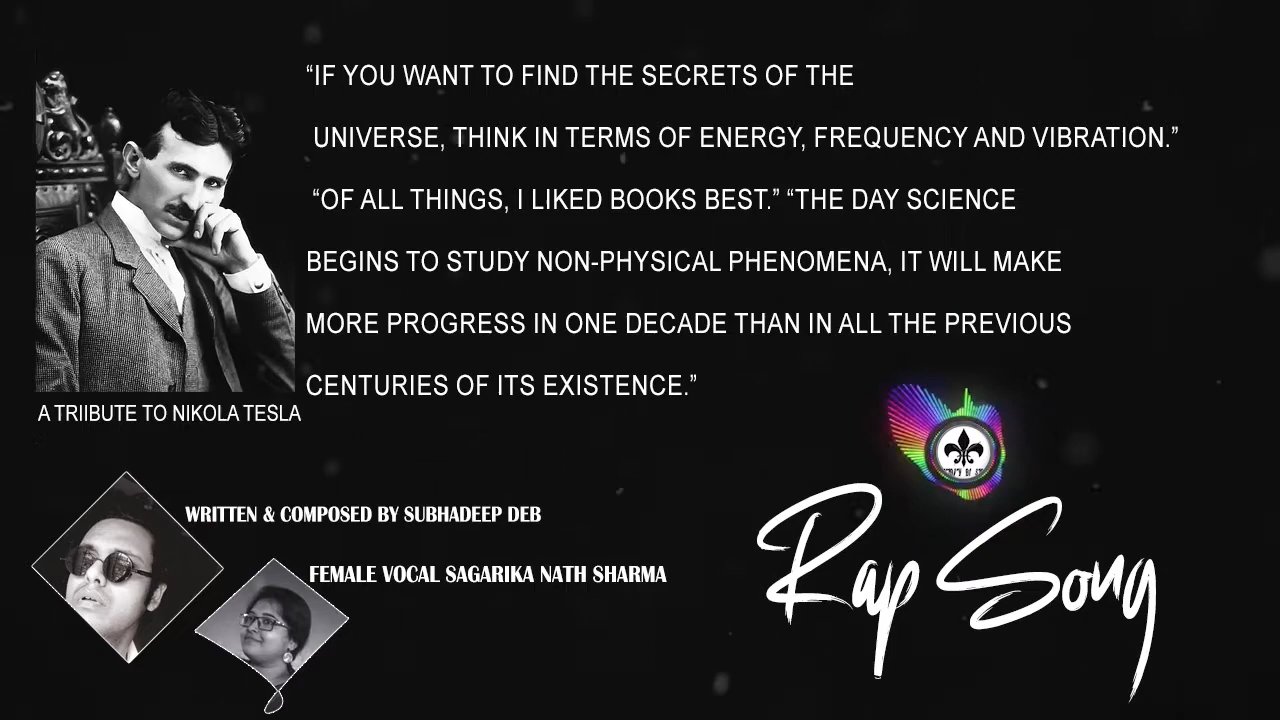 “IF YOU WANT TO FIND THE SECRETS OF THE
UNIVERSE, THINK IN TERMS OF ENERGY, FREQUENCY AND VIBRATION.”
“OF ALL THINGS, I LIKED BOOKS BEST.” “THE DAY SCIENCE
BEGINS TO STUDY NON-PHYSICAL PHENOMENA, IT WILL MAKE
MORE PROGRESS IN ONE DECADE THAN IN ALL THE PREVIOUS
CENTURIES OF ITS EXISTENCE.”
A TRIIBUTE TO NIKOLA TESLA
WRITTEN & COMPOSED BY SUBHADEEP DEB
FEMALE VOCAL SAGARIKA NATH SHARMA
Rap Song